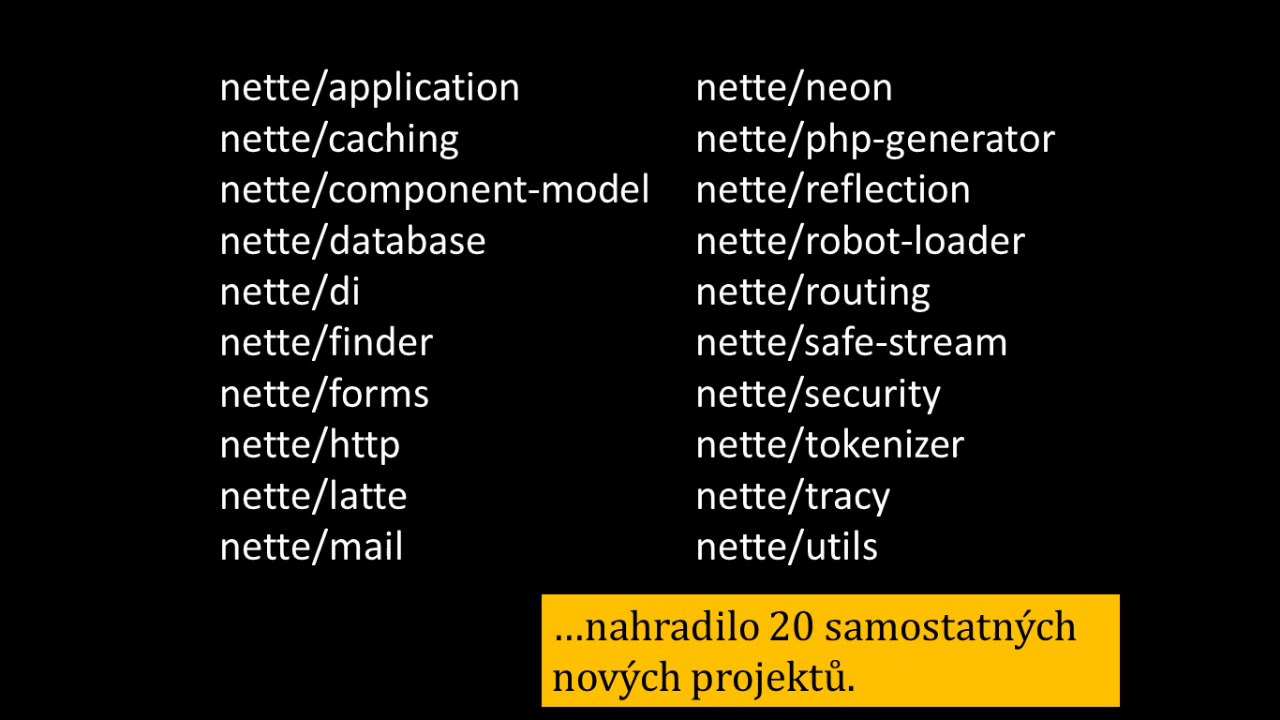 nette/application
nette/caching
nette/component-model
nette/database
nette/di
nette/finder
nette/forms
nette/http
nette/latte
nette/mail
nette/neon
nette/php-generator
nette/reflection
nette/robot-loader
nette/routing
nette/safe-stream
nette/security
nette/tokenizer
nette/tracy
nette/utils
...nahradilo 20 samostatných
nových projektů.